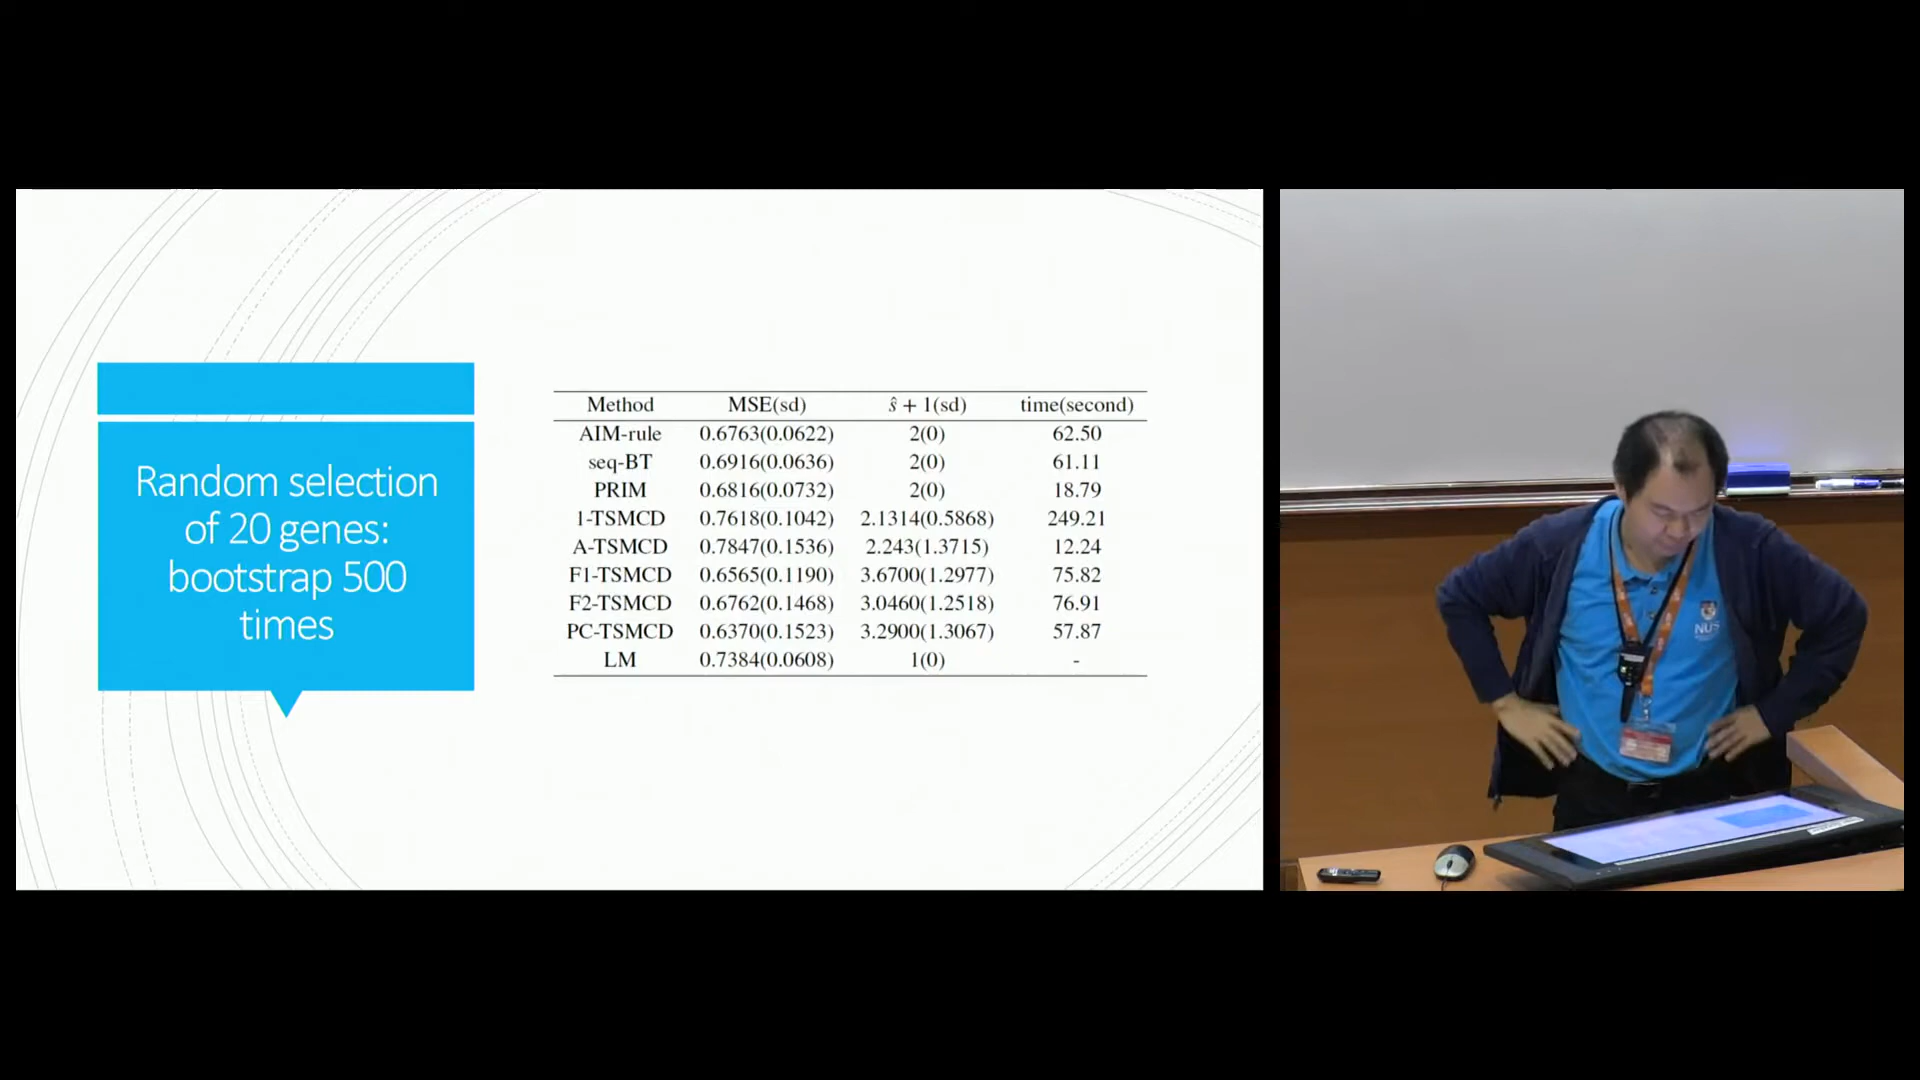 Random selection
of 20 genes:
bootstrap 500
times
Method MSE(sd) ŝ + 1(sd) time(second)
AIM-rule 0.6763(0.0622) 2(0) 62.50
seq-BT 0.6916(0.0636) 2(0) 61.11
PRIM 0.6816(0.0732) 2(0) 18.79
1-TSMCD 0.7618(0.1042) 2.1314(0.5868) 249.21
A-TSMCD 0.7847(0.1536) 2.243(1.3715) 12.24
F1-TSMCD 0.6565(0.1190) 3.6700(1.2977) 75.82
F2-TSMCD 0.6762(0.1468) 3.0460(1.2518) 76.91
PC-TSMCD 0.6370(0.1523) 3.2900(1.3067) 57.87
LM 0.7384(0.0608) 1(0) -
NUS